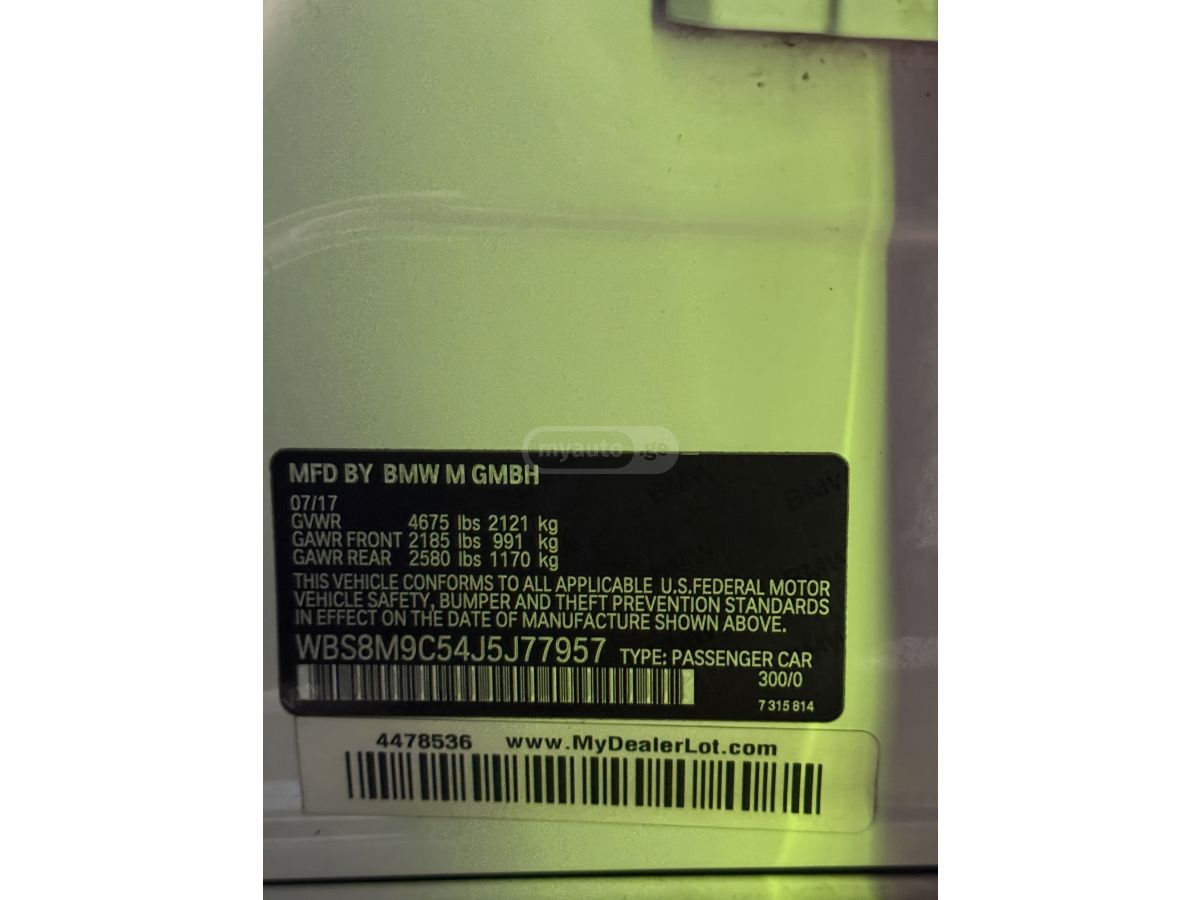 myauto.ge
MFD BY BMW M GMBH
07/17
GVWR 4675 lbs 2121 kg
GAWR FRONT 2185 lbs 991 kg
GAWR REAR 2580 lbs 1170 kg
THIS VEHICLE CONFORMS TO ALL APPLICABLE U.S.FEDERAL MOTOR
VEHICLE SAFETY, BUMPER AND THEFT PREVENTION STANDARDS
IN EFFECT ON THE DATE OF MANUFACTURE SHOWN ABOVE.
WBS8M9C54J5J77957 TYPE: PASSENGER CAR
300/0
7 315 814
4478536 www.MyDealerLot.com